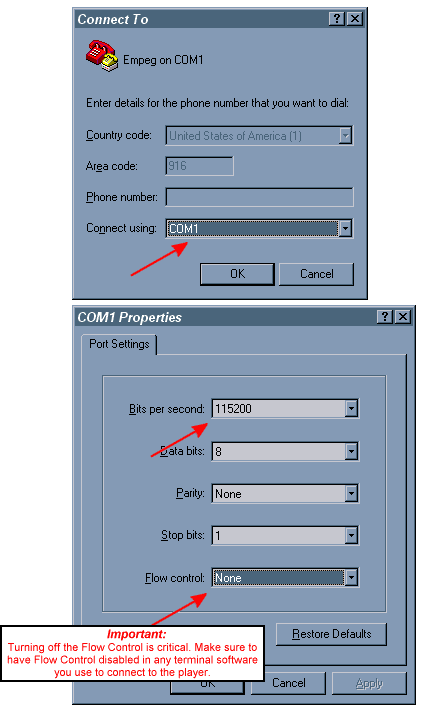 Connect To
Empeg on COM1
Enter details for the phone number that you want to dial:
Country code: United States of America (1)
Area code: 916
Phone number:
Connect using: COM1
OK Cancel
COM1 Properties
Port Settings
Bits per second: 115200
Data bits: 8
Parity: None
Stop bits: 1
Flow control: None
Important:
Turning off the Flow Control is critical. Make sure to
have Flow Control disabled in any terminal software
you use to connect to the player.
Restore Defaults
OK Cancel Apply